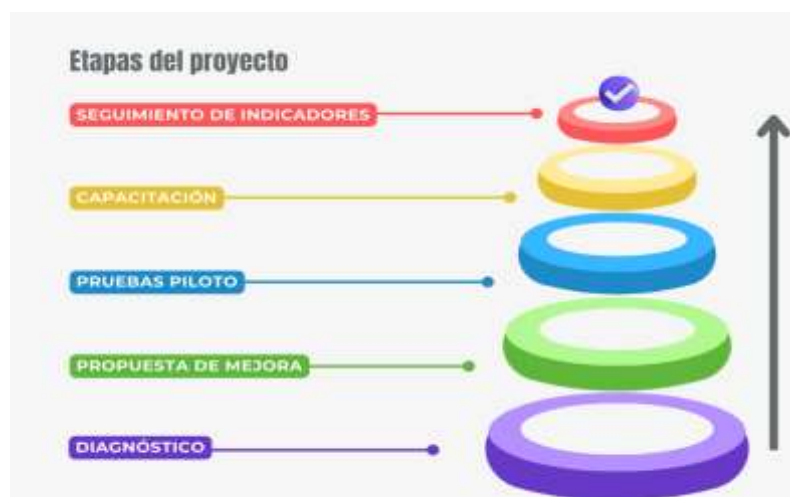 Etapas del proyecto
SEGUIMIENTO DE INDICADORES
CAPACITACIÓN
PRUEBAS PILOTO
PROPUESTA DE MEJORA
DIAGNÓSTICO